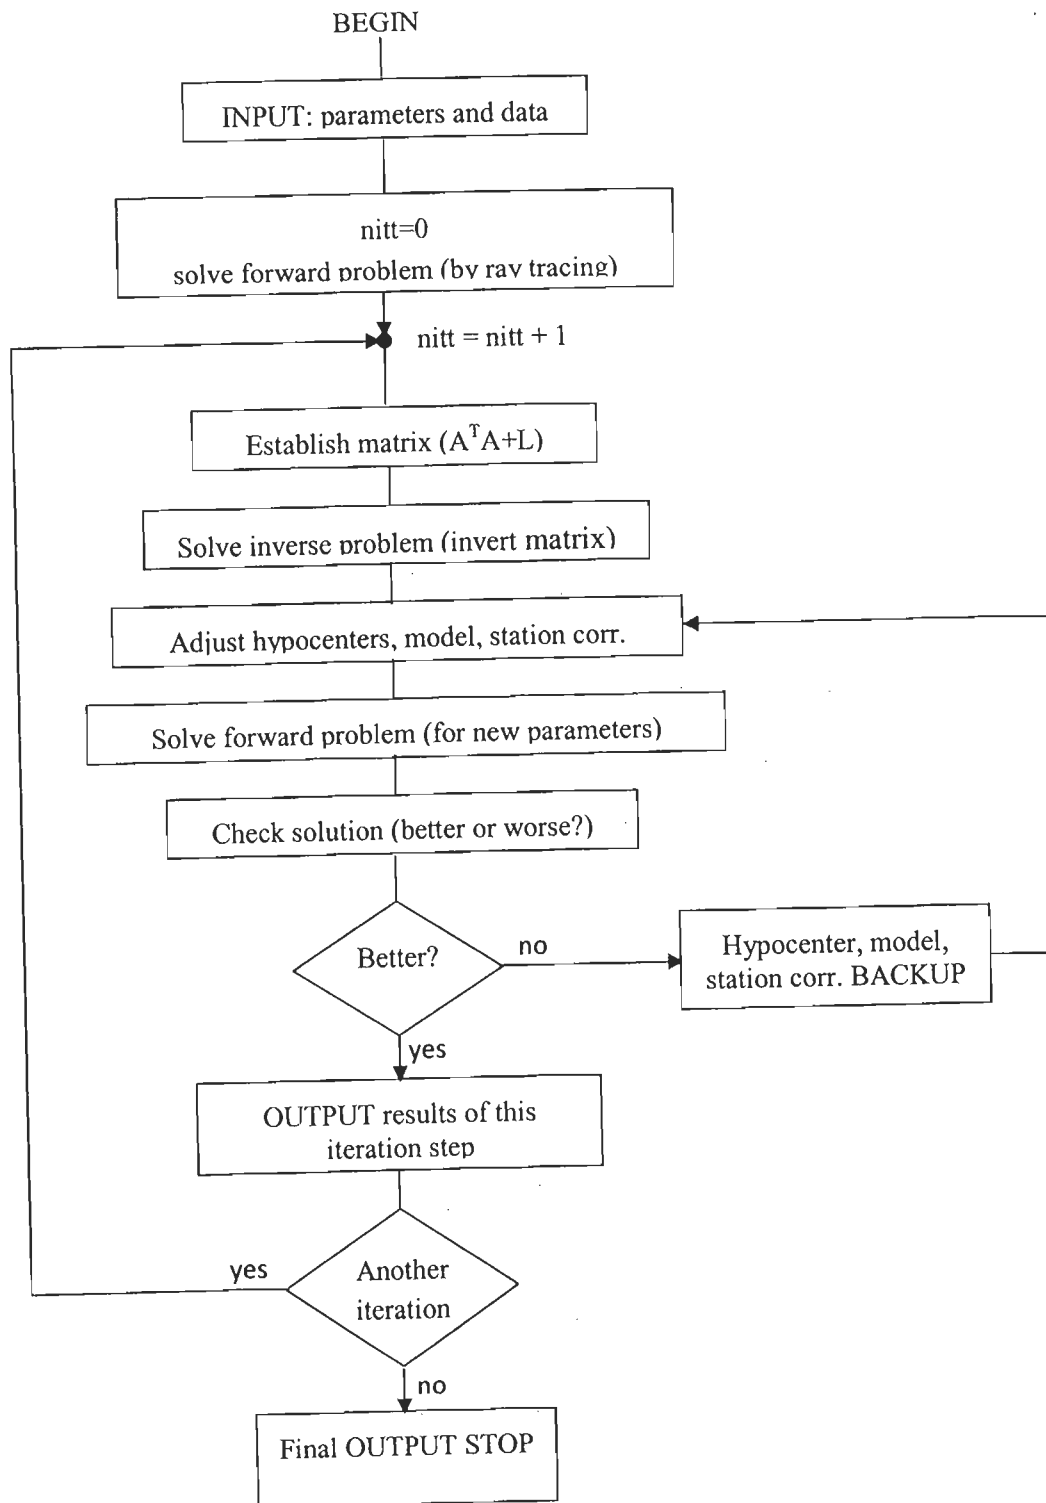 BEGIN
INPUT: parameters and data
nitt=0
solve forward problem (by ray tracing)
nitt = nitt + 1
Establish matrix (AᵀA+L)
Solve inverse problem (invert matrix)
Adjust hypocenters, model, station corr.
Solve forward problem (for new parameters)
Check solution (better or worse?)
Better?
no
Hypocenter, model,
station corr. BACKUP
yes
OUTPUT results of this
iteration step
yes
Another
iteration
no
Final OUTPUT STOP